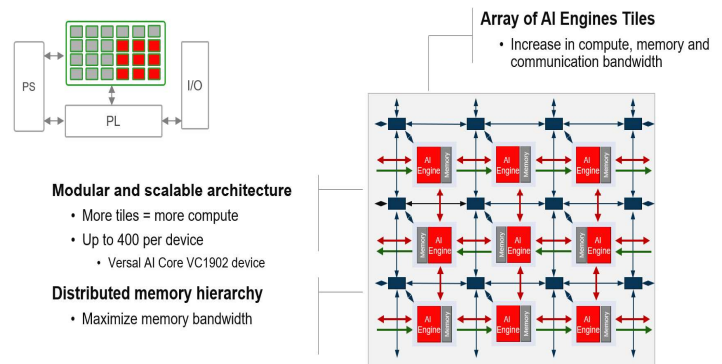 Array of AI Engines Tiles
• Increase in compute, memory and
communication bandwidth
PS
I/O
PL
Modular and scalable architecture
• More tiles = more compute
• Up to 400 per device
• Versal AI Core VC1902 device
Distributed memory hierarchy
• Maximize memory bandwidth
AI
Engine
Memory
AI
Engine
Memory
AI
Engine
Memory
Memory
AI
Engine
Memory
AI
Engine
Memory
AI
Engine
AI
Engine
Memory
AI
Engine
Memory
AI
Engine
Memory